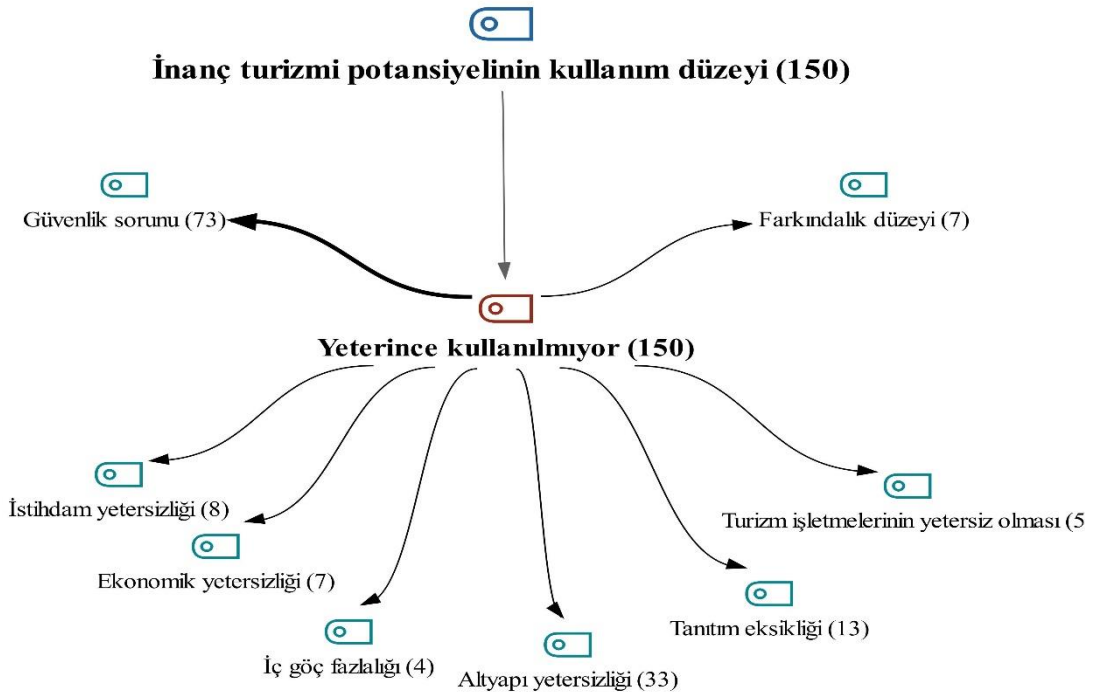 İnanç turizmi potansiyelinin kullanım düzeyi (150)
Güvenlik sorunu (73)
Farkındalık düzeyi (7)
Yeterince kullanılmıyor (150)
İstihdam yetersizliği (8)
Turizm işletmelerinin yetersiz olması (5
Ekonomik yetersizliği (7)
Tanıtım eksikliği (13)
İç göç fazlalığı (4)
Altyapı yetersizliği (33)